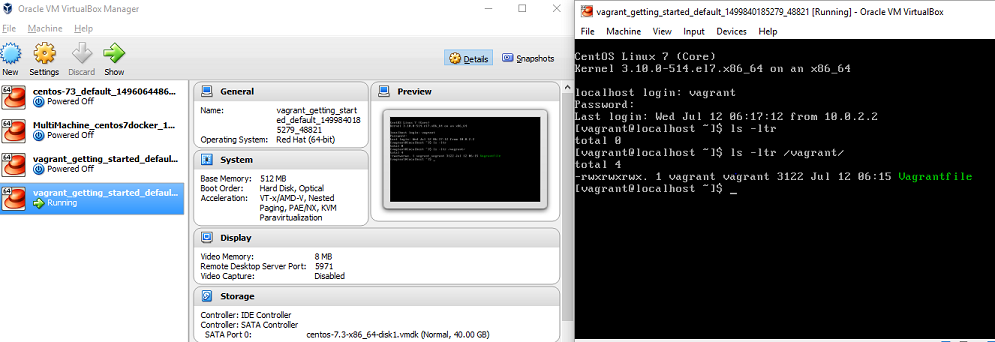 Oracle VM VirtualBox Manager
File Machine Help
New Settings Discard Show
Details Snapshots
64 centos-73_default_1496064486...
Powered Off
64 MultiMachine_centos7docker_1...
Powered Off
64 vagrant_getting_started_defau...
Powered Off
64 vagrant_getting_started_defaul...
Running
General
Name: vagrant_getting_start
ed_default_149984018
5279_48821
Operating System: Red Hat (64-bit)
System
Base Memory: 512 MB
Boot Order: Hard Disk, Optical
Acceleration: VT-x/AMD-V, Nested
Paging, PAE/NX, KVM
Paravirtualization
Preview
Display
Video Memory: 8 MB
Remote Desktop Server Port: 5971
Video Capture: Disabled
Storage
Controller: IDE Controller
Controller: SATA Controller
SATA Port 0: centos-7.3-x86_64-disk1.vmdk (Normal, 40.00 GB)
vagrant_getting_started_default_1499840185279_48821 [Running] - Oracle VM VirtualBox
File Machine View Input Devices Help
CentOS Linux 7 (Core)
Kernel 3.10.0-514.el7.x86_64 on an x86_64
localhost login: vagrant
Password:
Last login: Wed Jul 12 06:17:12 from 10.0.2.2
[vagrant@localhost ~]$ ls -ltr
total 0
[vagrant@localhost ~]$ ls -ltr /vagrant/
total 4
-rwxrwxrwx. 1 vagrant vagrant 3122 Jul 12 06:15 Vagrantfile
[vagrant@localhost ~]$ _